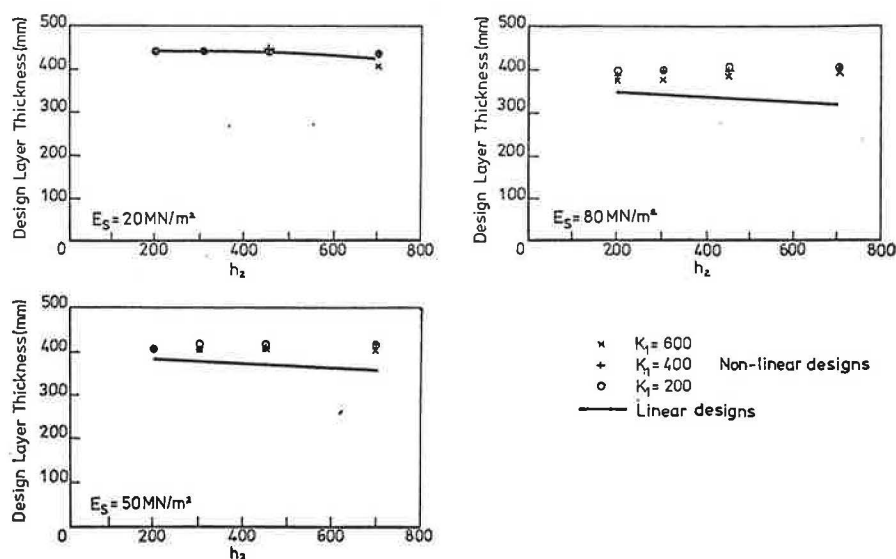 500
400
300
200
100
0
Design Layer Thickness (mm)
E_S = 20 MN/m²
200 400 600 800
h₂
500
400
300
200
100
0
Design Layer Thickness (mm)
E_S = 80 MN/m²
200 400 600 800
h₂
500
400
300
200
100
0
Design Layer Thickness (mm)
E_S = 50 MN/m²
200 400 600 800
h₂
× K₁ = 600
+ K₁ = 400 Non-linear designs
o K₁ = 200
Linear designs